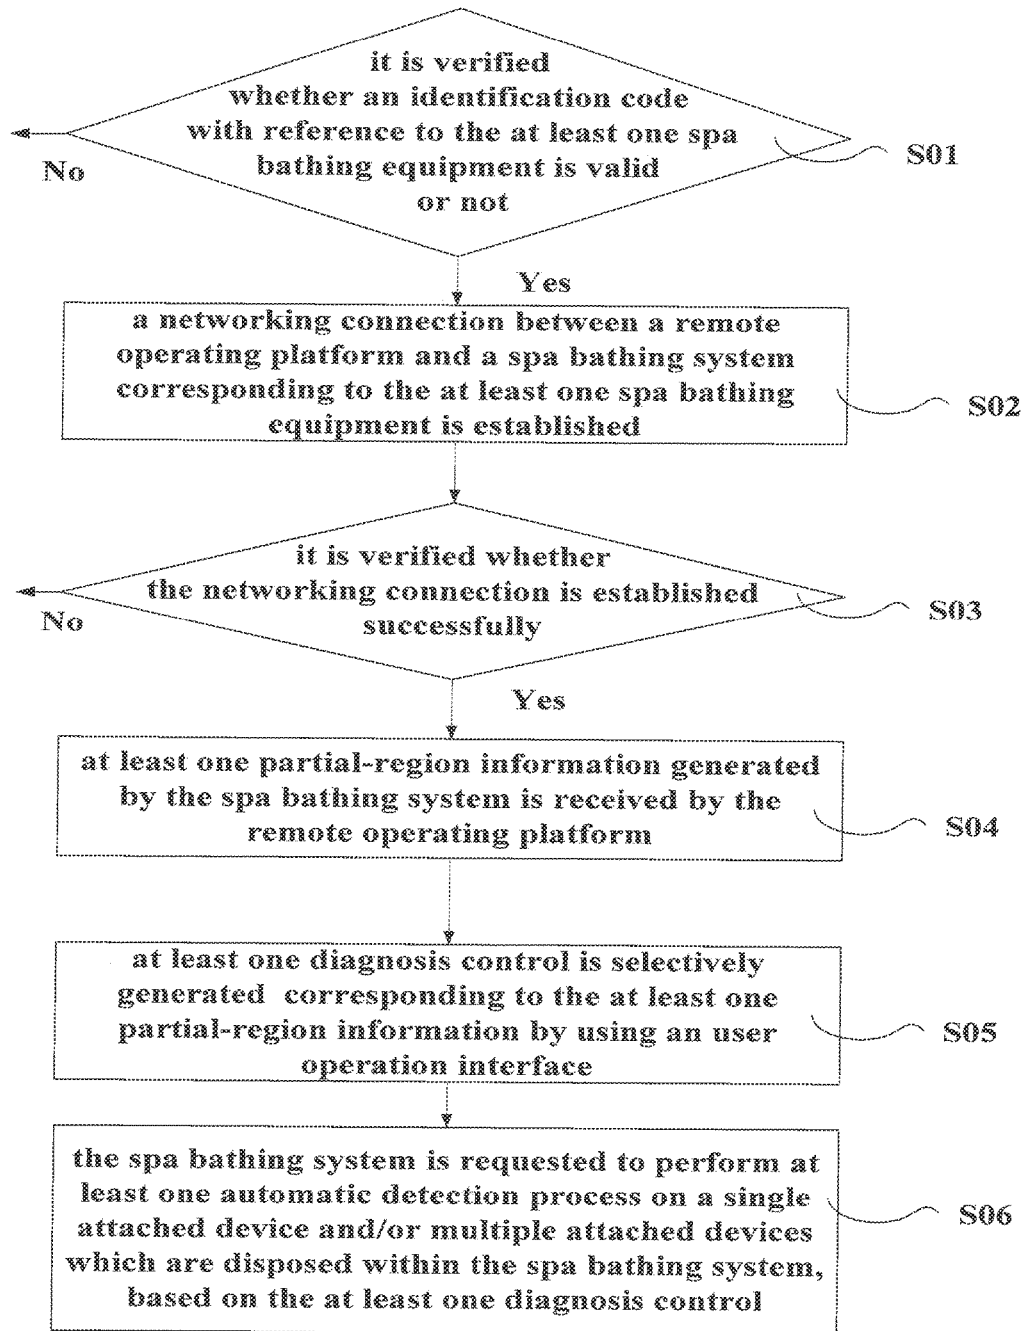 it is verified
whether an identification code
with reference to the at least one spa
bathing equipment is valid
or not
No
S01
Yes
a networking connection between a remote
operating platform and a spa bathing system
corresponding to the at least one spa bathing
equipment is established
S02
it is verified whether
the networking connection is established
successfully
No
S03
Yes
at least one partial-region information generated
by the spa bathing system is received by the
remote operating platform
S04
at least one diagnosis control is selectively
generated corresponding to the at least one
partial-region information by using an user
operation interface
S05
the spa bathing system is requested to perform at
least one automatic detection process on a single
attached device and/or multiple attached devices
which are disposed within the spa bathing system,
based on the at least one diagnosis control
S06